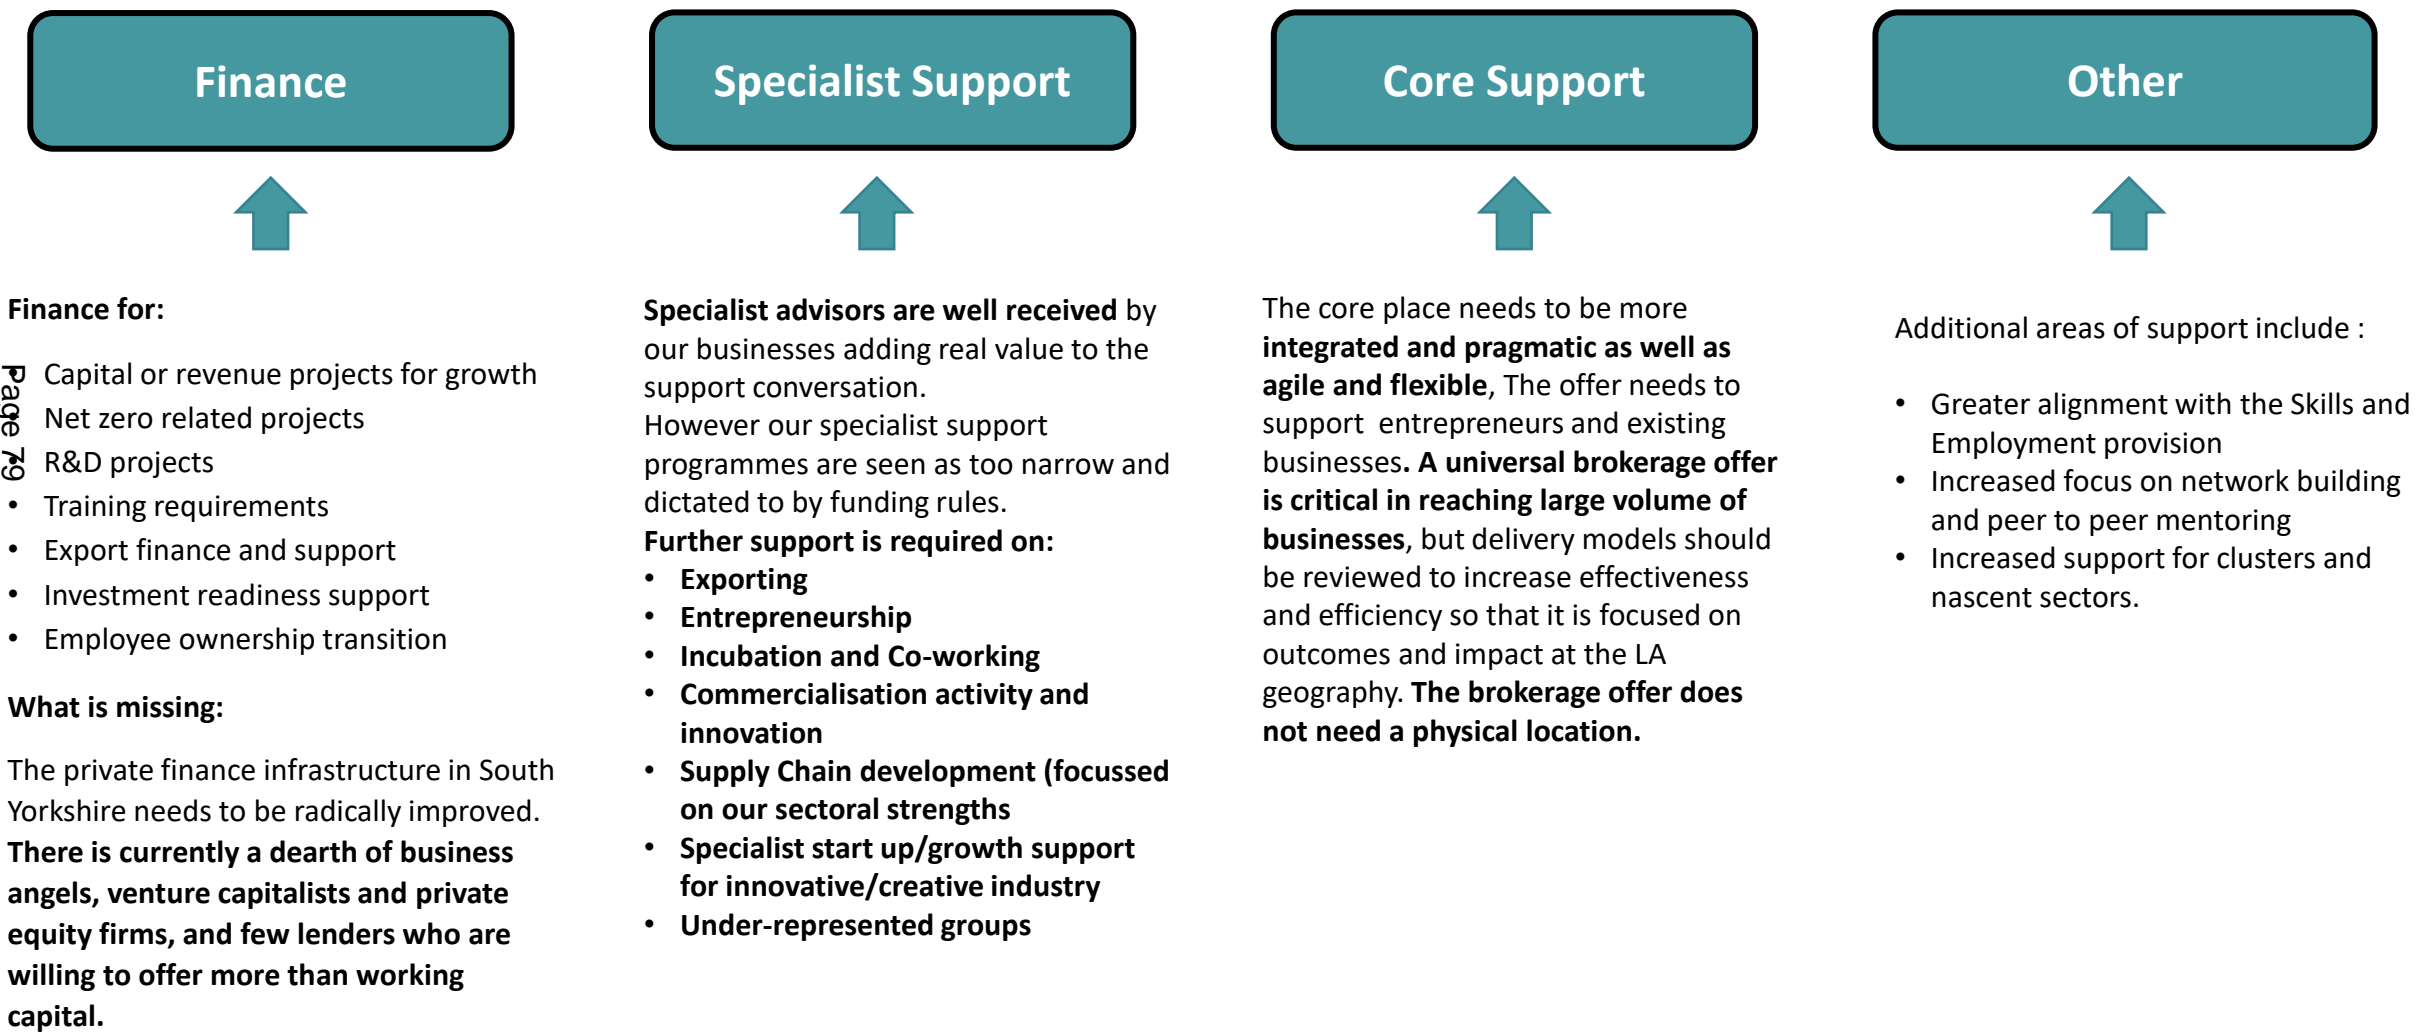 Finance
Specialist Support
Core Support
Other
Finance for:
• Capital or revenue projects for growth
• Net zero related projects
• R&D projects
• Training requirements
• Export finance and support
• Investment readiness support
• Employee ownership transition
What is missing:
The private finance infrastructure in South
Yorkshire needs to be radically improved.
There is currently a dearth of business
angels, venture capitalists and private
equity firms, and few lenders who are
willing to offer more than working
capital.
Page 79
Specialist advisors are well received by
our businesses adding real value to the
support conversation.
However our specialist support
programmes are seen as too narrow and
dictated to by funding rules.
Further support is required on:
• Exporting
• Entrepreneurship
• Incubation and Co-working
• Commercialisation activity and
innovation
• Supply Chain development (focussed
on our sectoral strengths
• Specialist start up/growth support
for innovative/creative industry
• Under-represented groups
The core place needs to be more
integrated and pragmatic as well as
agile and flexible, The offer needs to
support  entrepreneurs and existing
businesses. A universal brokerage offer
is critical in reaching large volume of
businesses, but delivery models should
be reviewed to increase effectiveness
and efficiency so that it is focused on
outcomes and impact at the LA
geography. The brokerage offer does
not need a physical location.
Additional areas of support include :
• Greater alignment with the Skills and
Employment provision
• Increased focus on network building
and peer to peer mentoring
• Increased support for clusters and
nascent sectors.